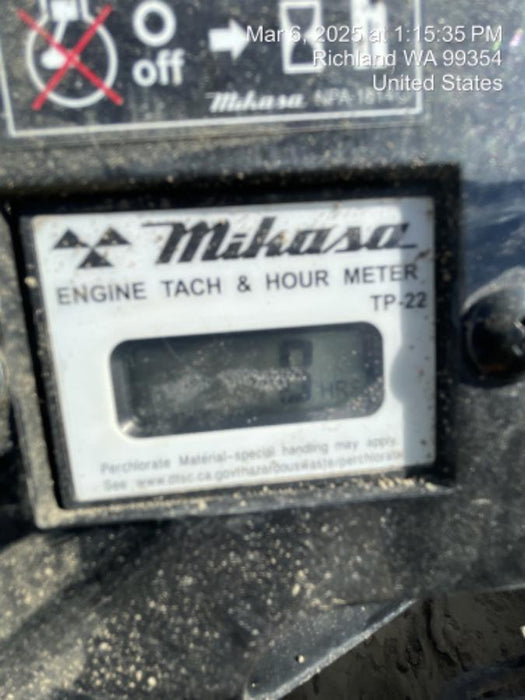 Mar 6, 2025 at 1:15:35 PM
Richland WA 99354
United States
off
Mikasa NPA-
Mikasa
ENGINE TACH & HOUR METER
TP-22
HRS
Perchlorate Material-special handling may apply.
See www.dtsc.ca.gov/hazardouswaste/perchlorate